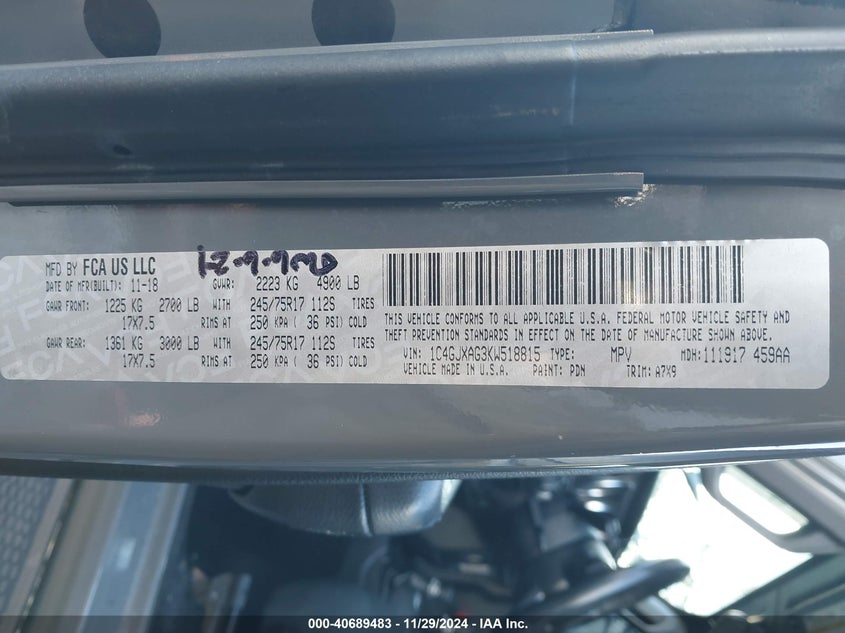 MFD BY FCA US LLC
DATE OF MFR(BUILT): 11-18 GVWR: 2223 KG 4900 LB
GAWR FRONT: 1225 KG 2700 LB WITH 245/75R17 112S TIRES
17X7.5 RIMS AT 250 KPA ( 36 PSI) COLD
GAWR REAR: 1361 KG 3000 LB WITH 245/75R17 112S TIRES
17X7.5 RIMS AT 250 KPA ( 36 PSI) COLD
THIS VEHICLE CONFORMS TO ALL APPLICABLE U.S.A. FEDERAL MOTOR VEHICLE SAFETY AND
THEFT PREVENTION STANDARDS IN EFFECT ON THE DATE OF MANUFACTURE SHOWN ABOVE.
VIN: 1C4GJXAG3KW518815 TYPE: MPV MDH: 111917 459AA
VEHICLE MADE IN U.S.A. PAINT: PDN TRIM: A7X9
000-40689483 - 11/29/2024 - IAA Inc.